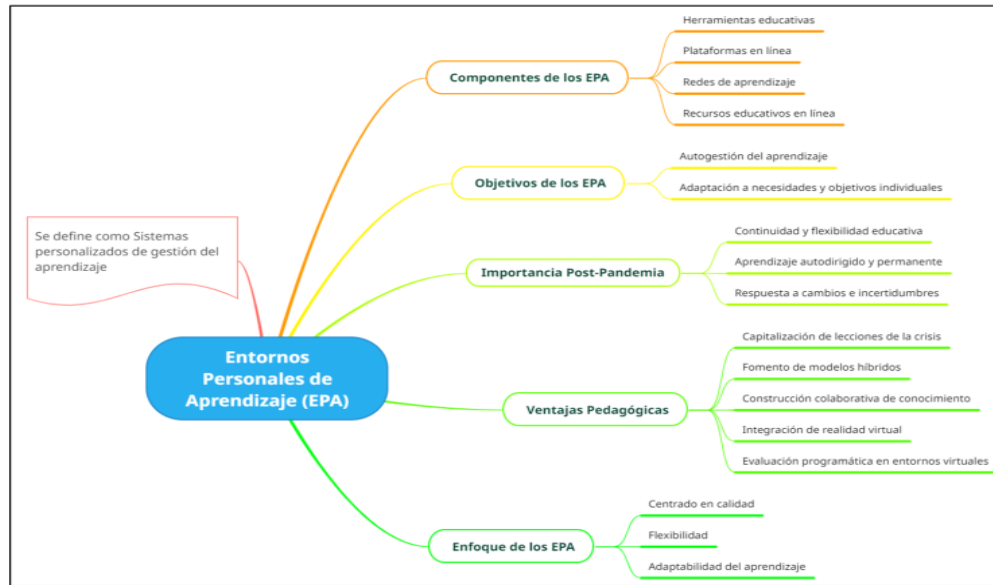 Herramientas educativas
Plataformas en línea
Componentes de los EPA
Redes de aprendizaje
Recursos educativos en línea
Autogestión del aprendizaje
Objetivos de los EPA
Adaptación a necesidades y objetivos individuales
Se define como Sistemas
personalizados de gestión del
aprendizaje
Continuidad y flexibilidad educativa
Importancia Post-Pandemia
Aprendizaje autodirigido y permanente
Respuesta a cambios e incertidumbres
Entornos
Personales de
Aprendizaje (EPA)
Capitalización de lecciones de la crisis
Fomento de modelos híbridos
Ventajas Pedagógicas
Construcción colaborativa de conocimiento
Integración de realidad virtual
Evaluación programática en entornos virtuales
Centrado en calidad
Enfoque de los EPA
Flexibilidad
Adaptabilidad del aprendizaje